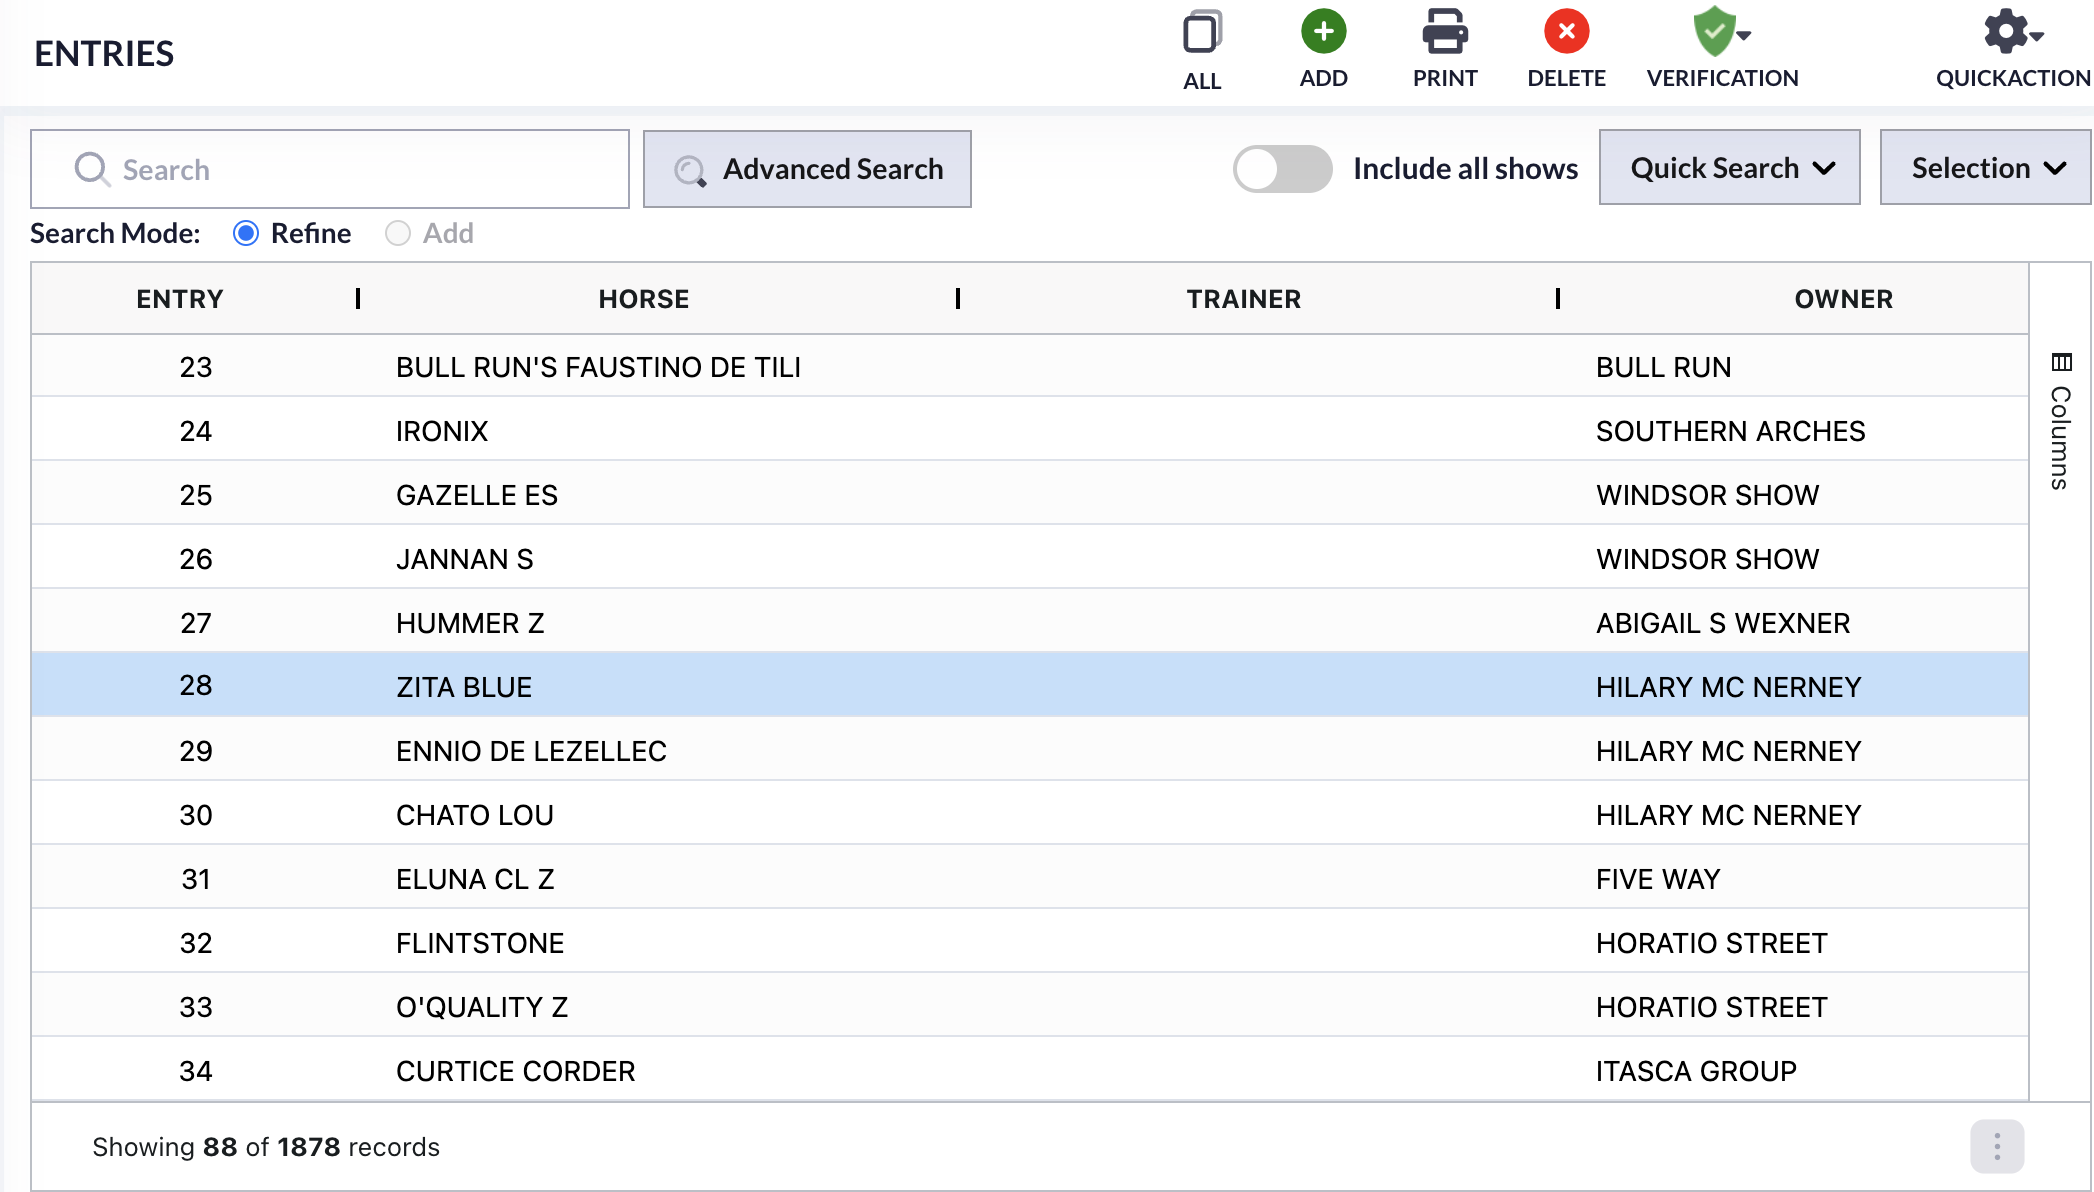 ENTRIES
ALL
ADD
PRINT
DELETE
VERIFICATION
QUICKACTION
Search
Advanced Search
Include all shows
Quick Search
Selection
Search Mode: Refine Add
ENTRY HORSE TRAINER OWNER
23 BULL RUN'S FAUSTINO DE TILI BULL RUN
24 IRONIX SOUTHERN ARCHES
25 GAZELLE ES WINDSOR SHOW
26 JANNAN S WINDSOR SHOW
27 HUMMER Z ABIGAIL S WEXNER
28 ZITA BLUE HILARY MC NERNEY
29 ENNIO DE LEZELLEC HILARY MC NERNEY
30 CHATO LOU HILARY MC NERNEY
31 ELUNA CL Z FIVE WAY
32 FLINTSTONE HORATIO STREET
33 O'QUALITY Z HORATIO STREET
34 CURTICE CORDER ITASCA GROUP
Columns
Showing 88 of 1878 records